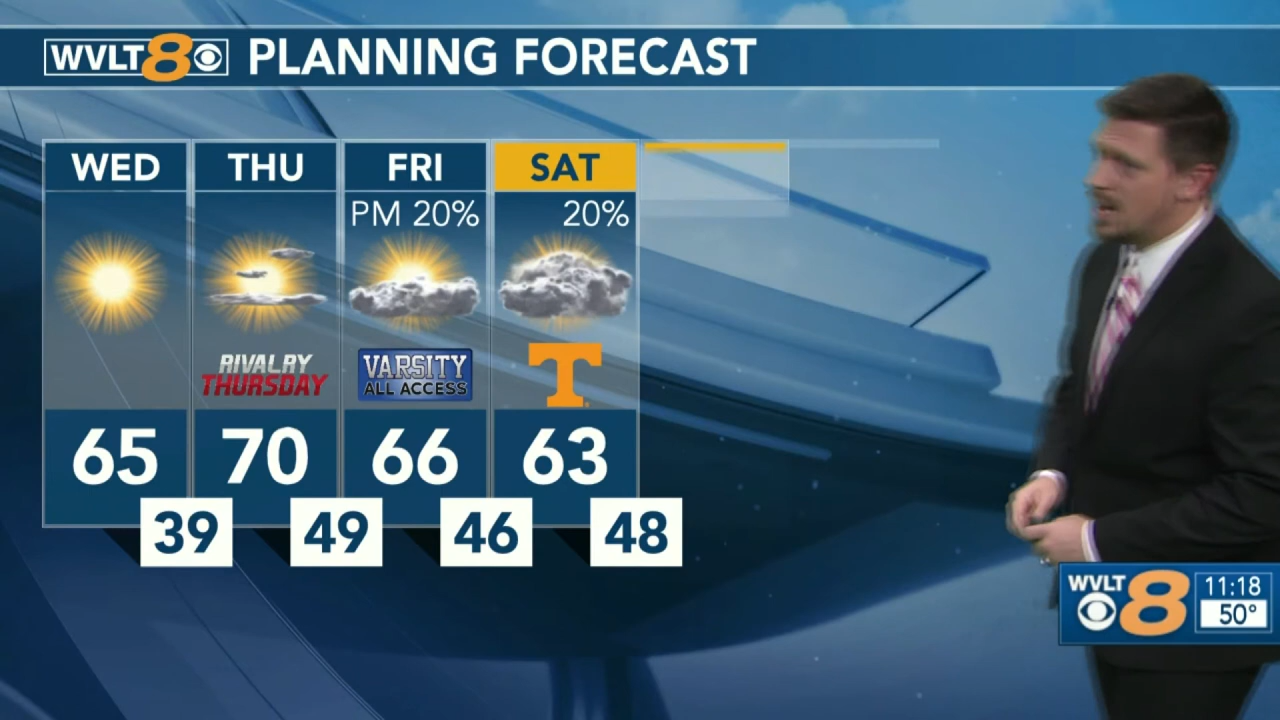 WVLT 8 PLANNING FORECAST
WED THU FRI SAT
PM 20% 20%
RIVALRY
THURSDAY
VARSITY
ALL ACCESS
T
65 70 66 63
39 49 46 48
WVLT 8
11:18
50°